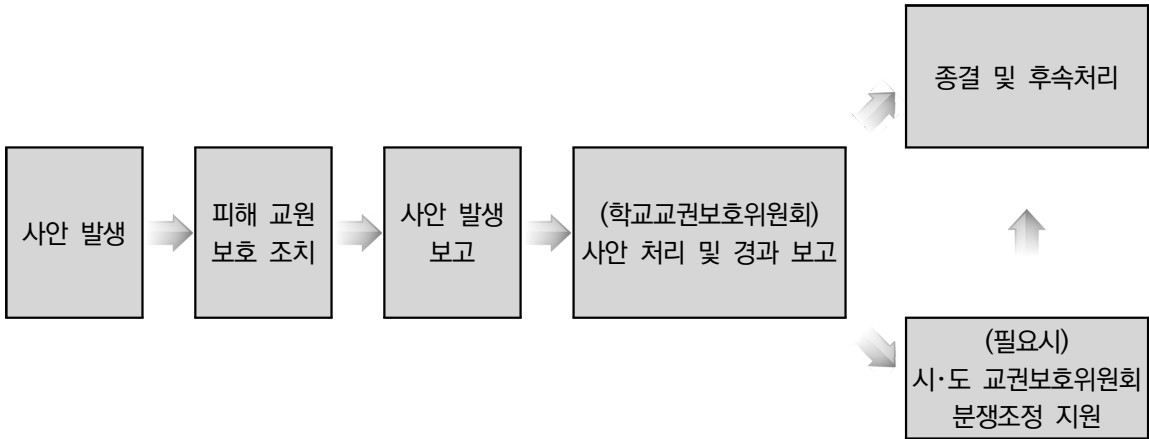 사안 발생
피해 교원
보호 조치
사안 발생
보고
(학교교권보호위원회)
사안 처리 및 경과 보고
종결 및 후속처리
(필요시)
시·도 교권보호위원회
분쟁조정 지원